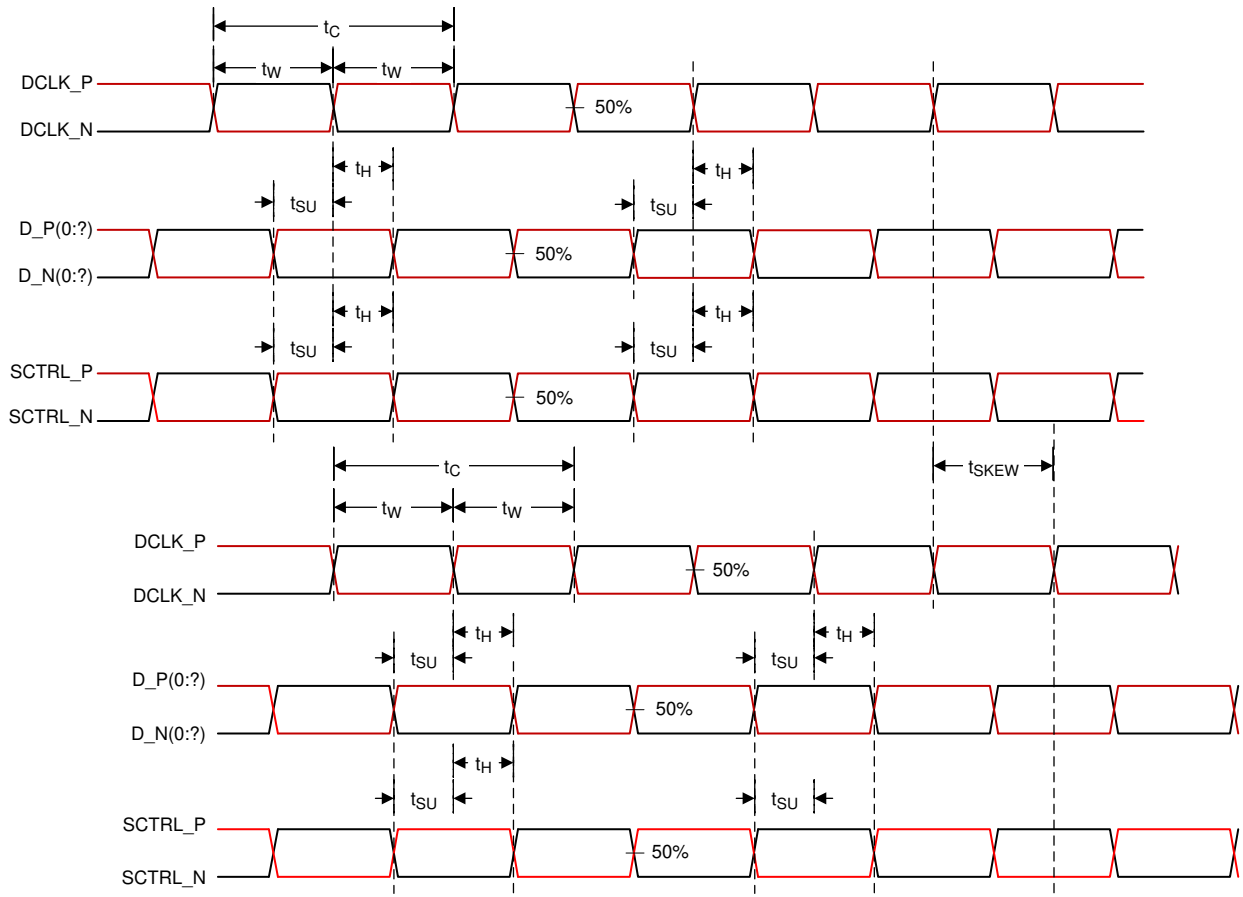 tC
tW tW
DCLK_P
50%
DCLK_N
tH tH
tSU tSU
D_P(0:?)
50%
D_N(0:?)
tH tH
tSU tSU
SCTRL_P
50%
SCTRL_N
tC tSKEW
tW tW
DCLK_P
50%
DCLK_N
tH tH
tSU tSU
D_P(0:?)
50%
D_N(0:?)
tH
tSU tSU
SCTRL_P
50%
SCTRL_N